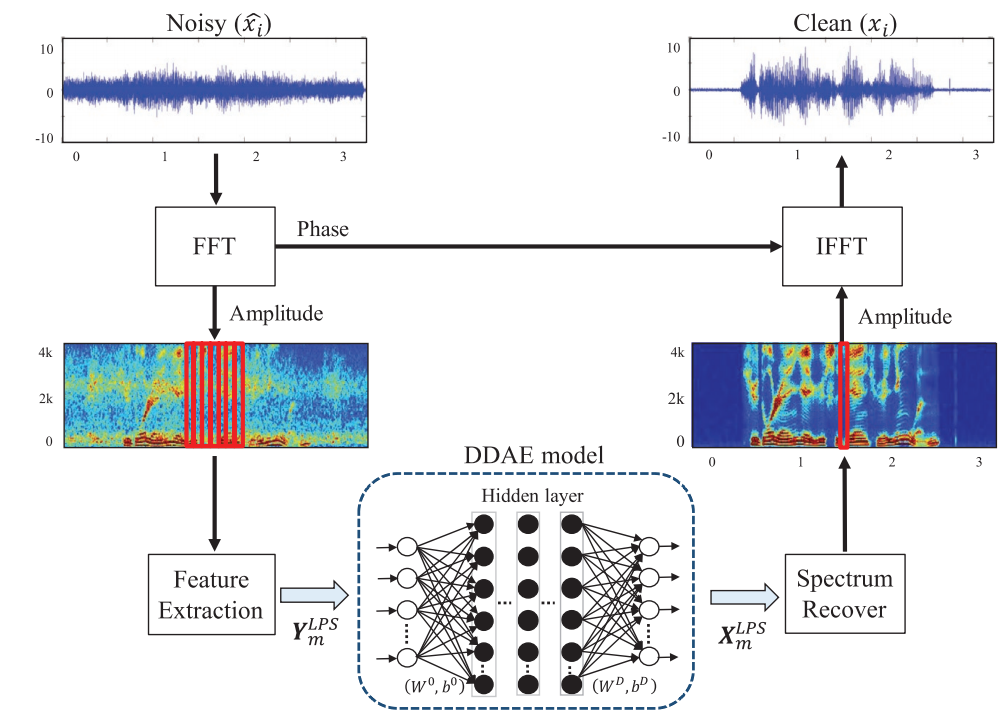 Noisy (x̂ᵢ)
10
0
-10
0 1 2 3
Clean (xᵢ)
10
0
-10
0 1 2 3
FFT
Phase
IFFT
Amplitude
Amplitude
4k
2k
0
4k
2k
0
0 1 2 3
DDAE model
Hidden layer
Feature
Extraction
Y_m^{LPS}
(W⁰, b⁰)
(Wᴰ, bᴰ)
X_m^{LPS}
Spectrum
Recover